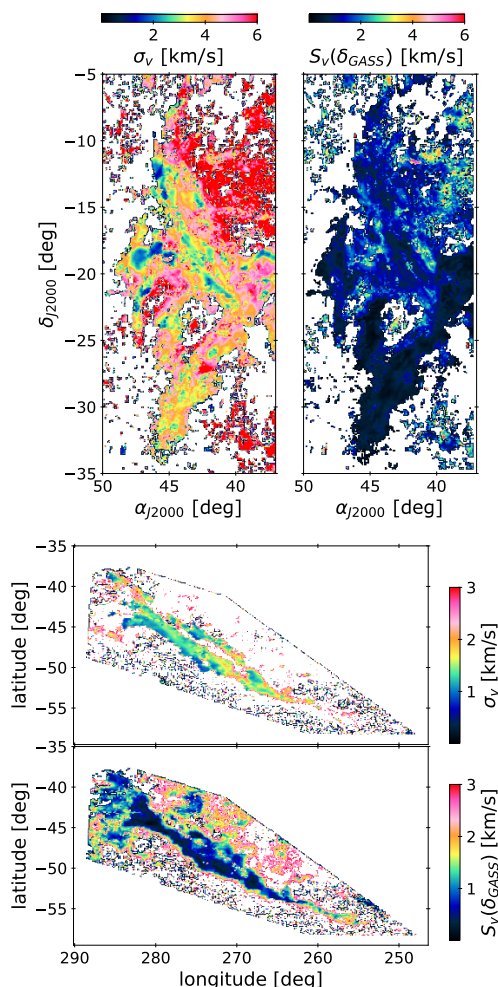 0 2 4 6 0 2 4 6
σ_v [km/s] S_v(δ_GASS) [km/s]
−5
−10
−15
−20
−25
−30
−35
δ_J2000 [deg]
50 45 40 50 45 40
α_J2000 [deg] α_J2000 [deg]
−35
−40
−45
−50
−55
latitude [deg]
3
2
1
σ_v [km/s]
−35
−40
−45
−50
−55
latitude [deg]
3
2
1
S_v(δ_GASS) [km/s]
290 280 270 260 250
longitude [deg]